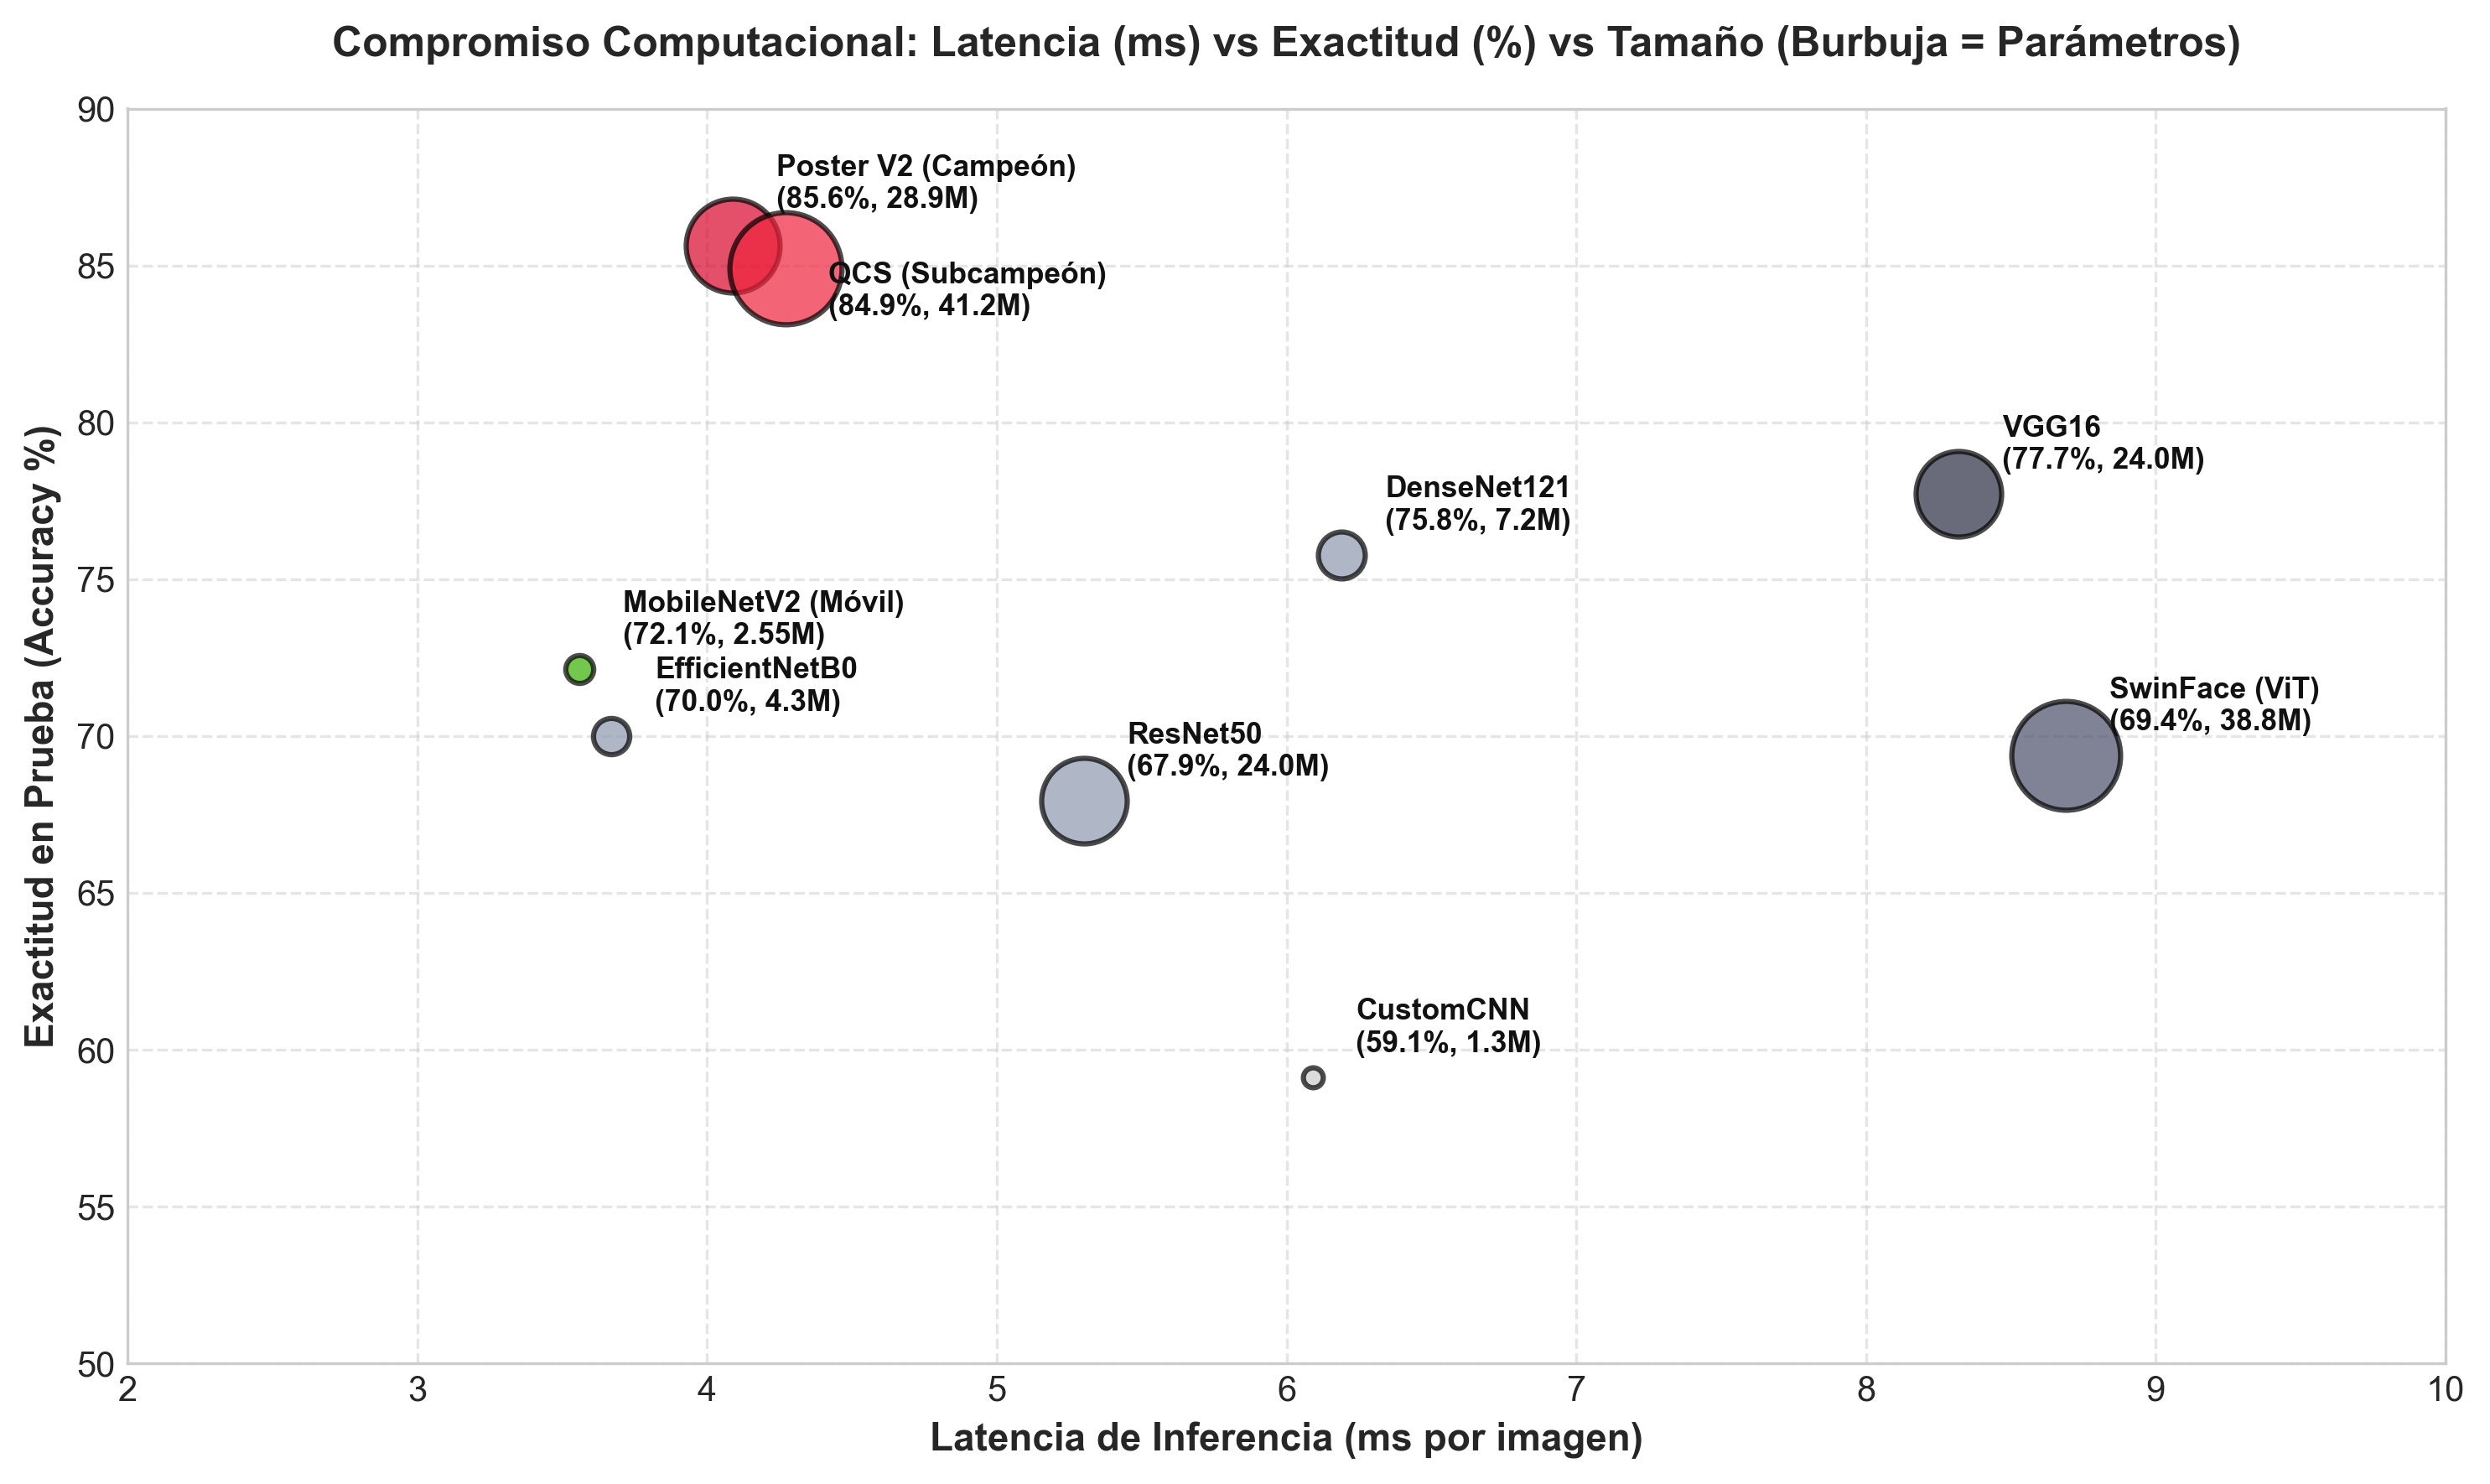 Compromiso Computacional: Latencia (ms) vs Exactitud (%) vs Tamaño (Burbuja = Parámetros)
Exactitud en Prueba (Accuracy %)
90
85
80
75
70
65
60
55
50
Poster V2 (Campeón)
(85.6%, 28.9M)
QCS (Subcampeón)
(84.9%, 41.2M)
VGG16
(77.7%, 24.0M)
DenseNet121
(75.8%, 7.2M)
MobileNetV2 (Móvil)
(72.1%, 2.55M)
EfficientNetB0
(70.0%, 4.3M)
SwinFace (ViT)
(69.4%, 38.8M)
ResNet50
(67.9%, 24.0M)
CustomCNN
(59.1%, 1.3M)
2 3 4 5 6 7 8 9 10
Latencia de Inferencia (ms por imagen)